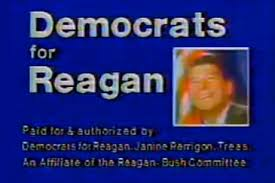 Democrats
for
Reagan
Paid for & authorized by
Democrats for Reagan. Janine Perrigon, Treas.
An Affiliate of the Reagan-Bush Committee